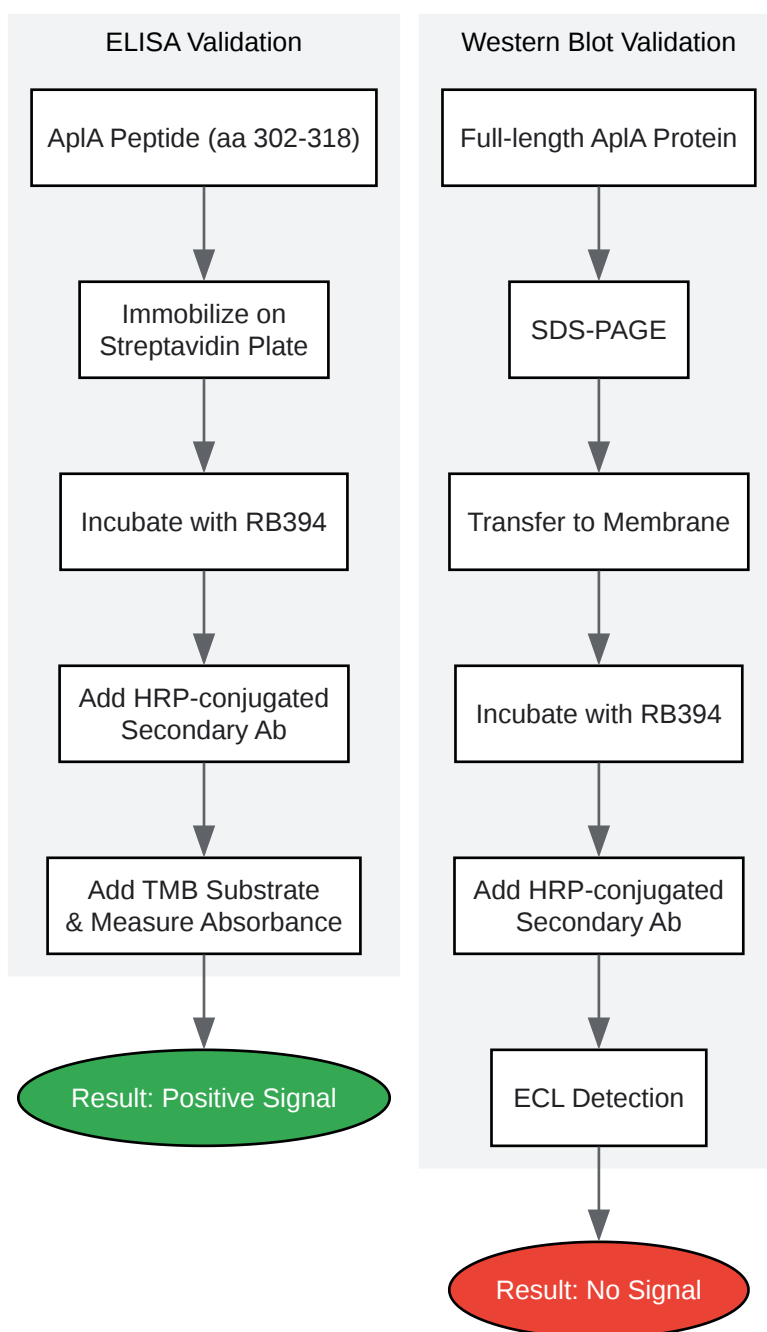 ELISA Validation
AplA Peptide (aa 302-318)
Immobilize on
Streptavidin Plate
Incubate with RB394
Add HRP-conjugated
Secondary Ab
Add TMB Substrate
& Measure Absorbance
Result: Positive Signal
Western Blot Validation
Full-length AplA Protein
SDS-PAGE
Transfer to Membrane
Incubate with RB394
Add HRP-conjugated
Secondary Ab
ECL Detection
Result: No Signal